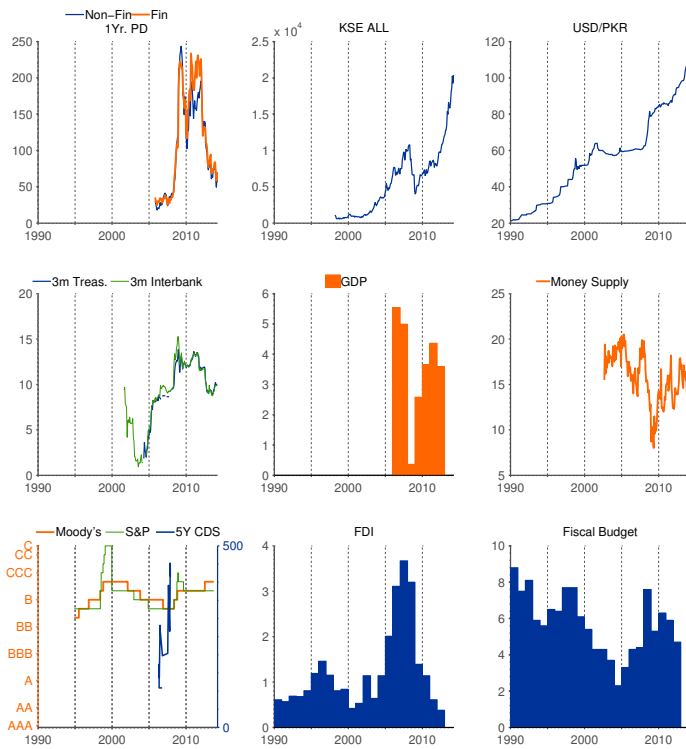 Non−Fin Fin
1Yr. PD
250
200
150
100
50
0
1990 2000 2010
KSE ALL
x 10⁴
2.5
2
1.5
1
0.5
0
1990 2000 2010
USD/PKR
120
100
80
60
40
20
1990 2000 2010
3m Treas. 3m Interbank
20
15
10
5
0
1990 2000 2010
GDP
6
5
4
3
2
1
0
1990 2000 2010
Money Supply
25
20
15
10
5
1990 2000 2010
Moody's S&P 5Y CDS
C
CC
CCC
B
BB
BBB
A
AA
AAA
500
0
1990 2000 2010
FDI
4
3
2
1
0
1990 2000 2010
Fiscal Budget
10
8
6
4
2
0
1990 2000 2010